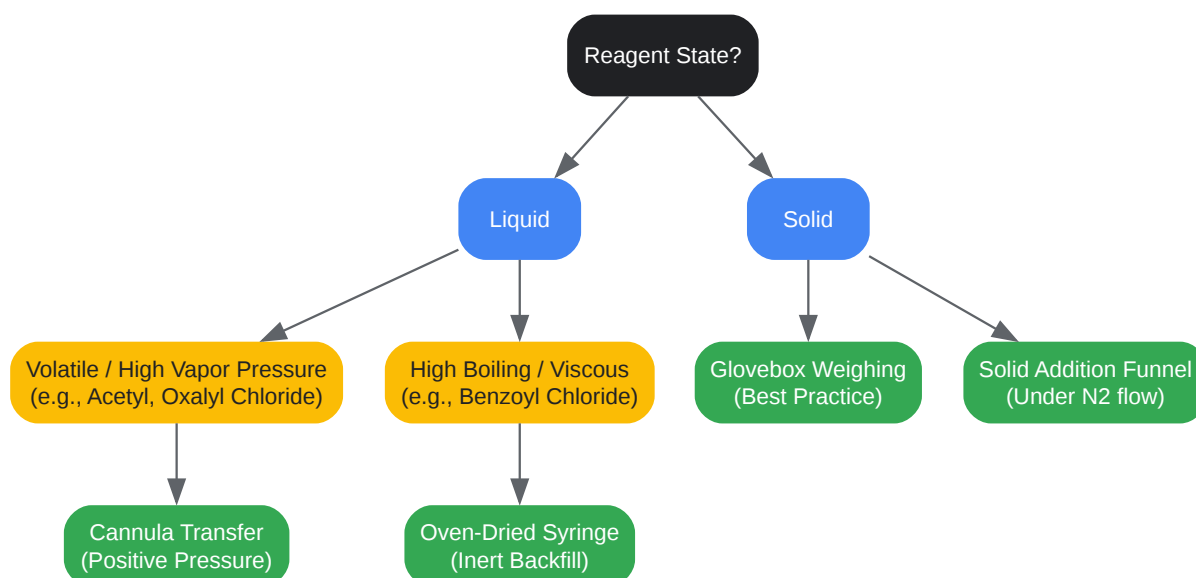 Reagent State?
Liquid
Solid
Volatile / High Vapor Pressure
(e.g., Acetyl, Oxalyl Chloride)
High Boiling / Viscous
(e.g., Benzoyl Chloride)
Glovebox Weighing
(Best Practice)
Solid Addition Funnel
(Under N2 flow)
Cannula Transfer
(Positive Pressure)
Oven-Dried Syringe
(Inert Backfill)